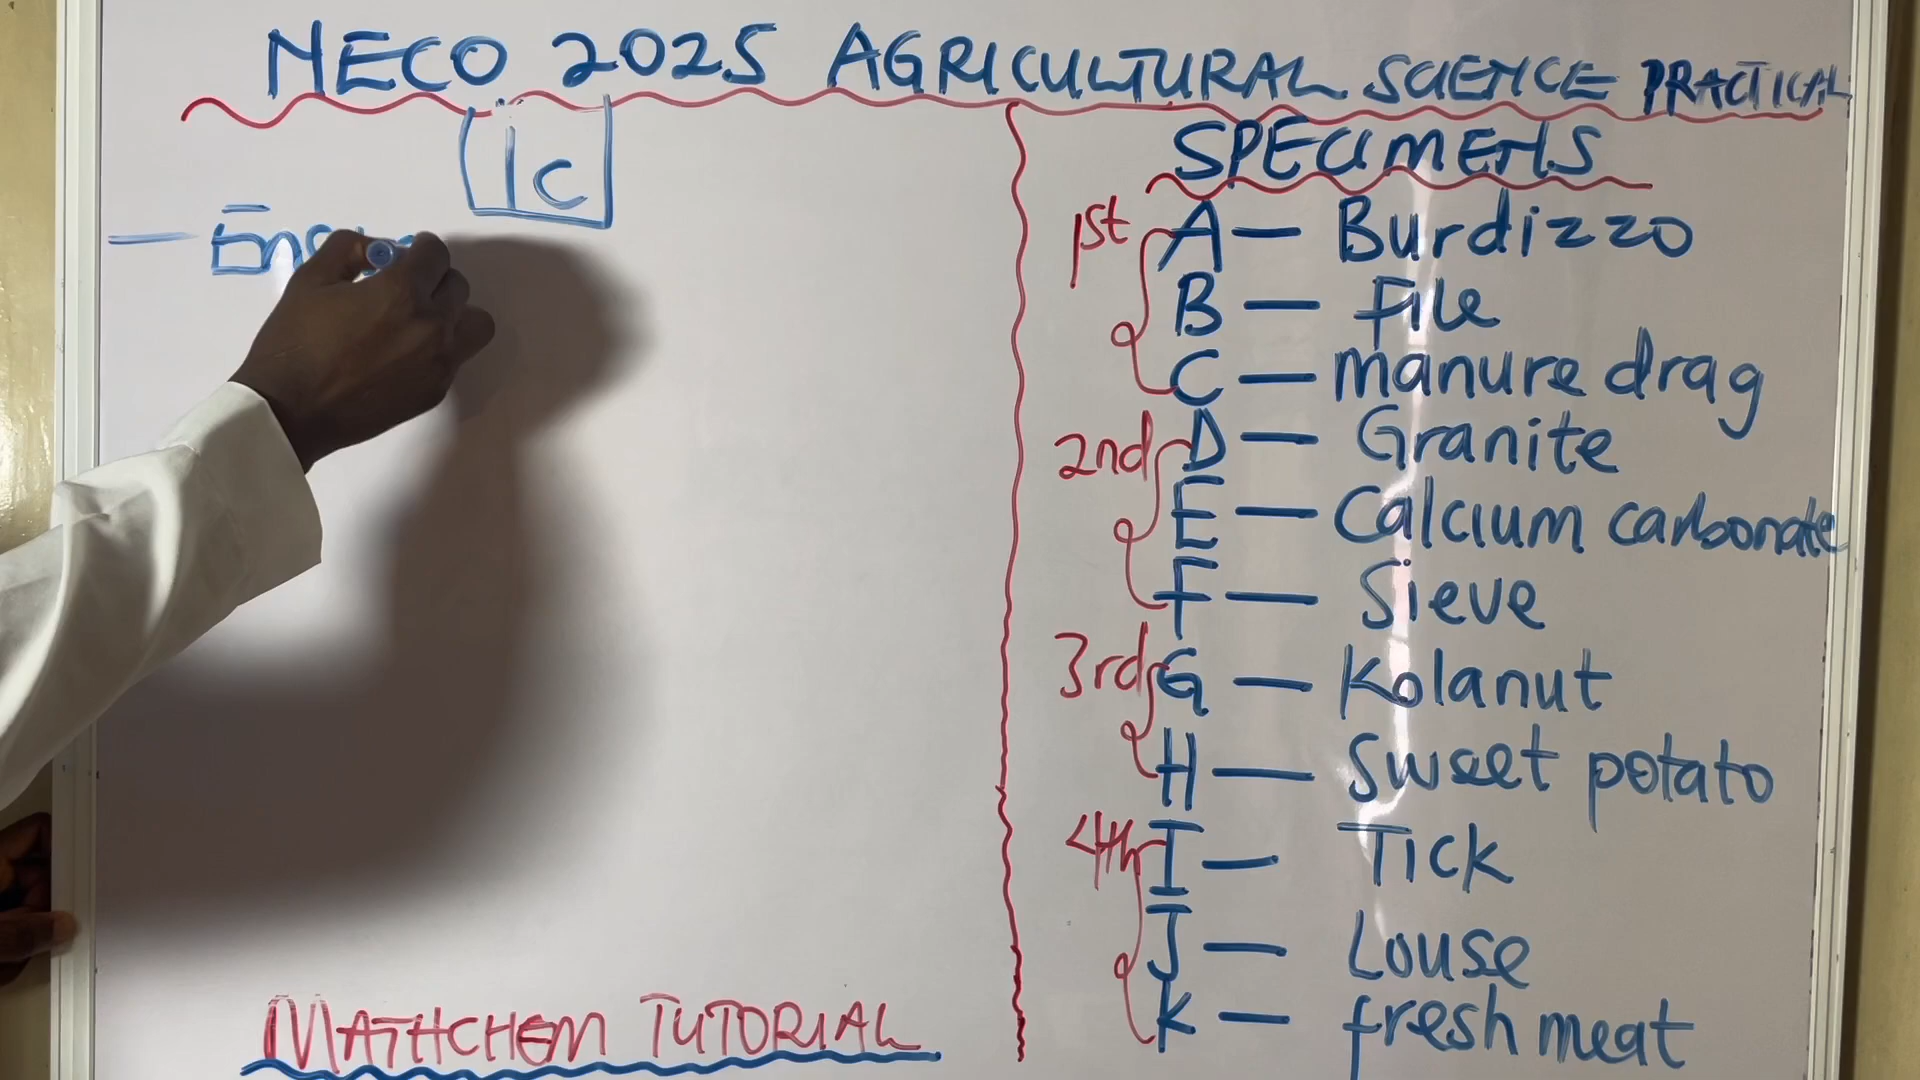 NECO 2025 AGRICULTURAL SCIENCE PRACTICAL
1c
SPECIMENS
1st
A — Burdizzo
B — File
C — manure drag
2nd
D — Granite
E — Calcium carbonate
F — Sieve
3rd
G — Kolanut
H — Sweet potato
4th
I — Tick
J — Louse
K — fresh meat
MATHCHEM TUTORIAL